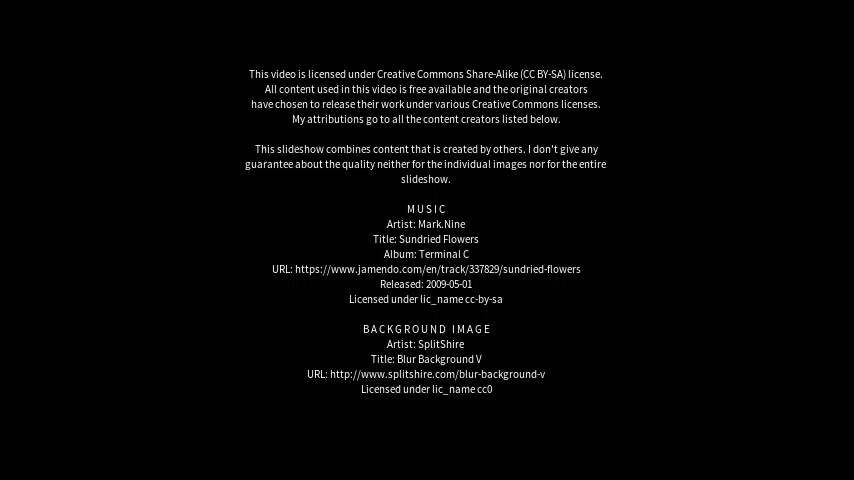 This video is licensed under Creative Commons Share-Alike (CC BY-SA) license.
All content used in this video is free available and the original creators
have chosen to release their work under various Creative Commons licenses.
My attributions go to all the content creators listed below.
This slideshow combines content that is created by others. I don't give any
guarantee about the quality neither for the individual images nor for the entire
slideshow.
MUSIC
Artist: Mark.Nine
Title: Sundried Flowers
Album: Terminal C
URL: https://www.jamendo.com/en/track/337829/sundried-flowers
Released: 2009-05-01
Licensed under lic_name cc-by-sa
BACKGROUND IMAGE
Artist: SplitShire
Title: Blur Background V
URL: http://www.splitshire.com/blur-background-v
Licensed under lic_name cc0